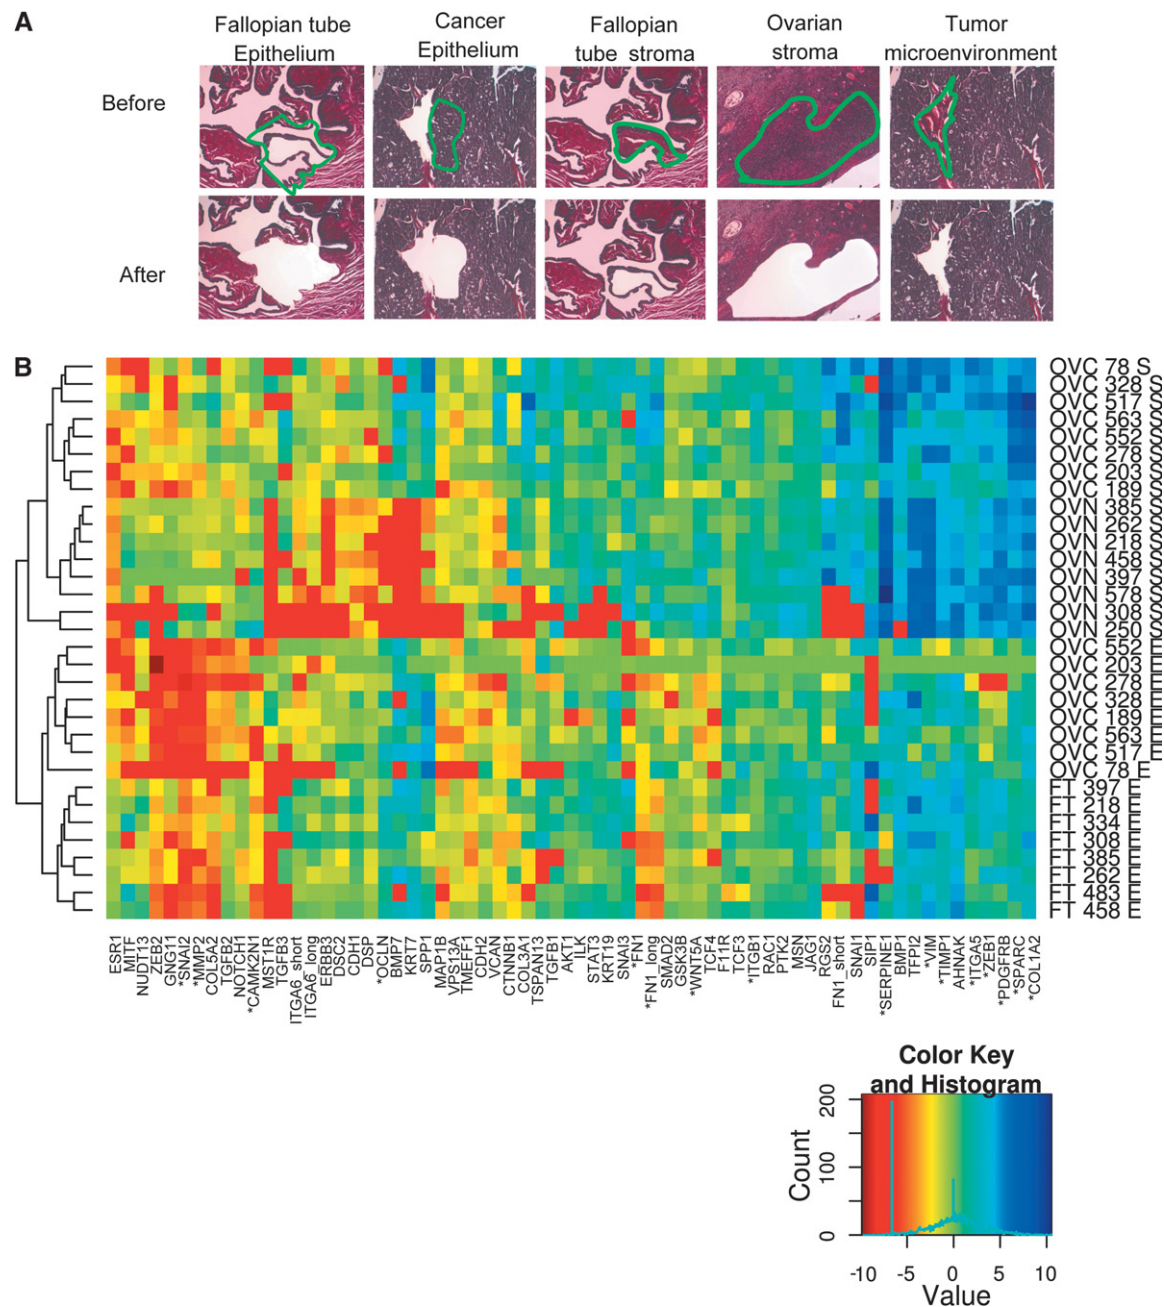 A
Fallopian tube
Epithelium
Cancer
Epithelium
Fallopian
tube stroma
Ovarian
stroma
Tumor
microenvironment
Before
After
B
OVC 78 S
OVC 328 S
OVC 517 S
OVC 563 S
OVC 552 S
OVC 278 S
OVC 203 S
OVC 189 S
OVN 385 S
OVN 262 S
OVN 218 S
OVN 458 S
OVN 397 S
OVN 578 S
OVN 308 S
OVN 250 S
OVC 552 E
OVC 203 E
OVC 278 E
OVC 328 E
OVC 189 E
OVC 563 E
OVC 517 E
OVC 78 E
FT 397 E
FT 218 E
FT 334 E
FT 308 E
FT 385 E
FT 262 E
FT 483 E
FT 458 E
ESR1
MITF
NUDT13
ZEB2
GNG11
*SNAI2
*MMP2
COL5A2
TGFB2
NOTCH1
*CAMK2N1
MST1R
TGFB3
ITGA6_short
ITGA6_long
ERBB3
DSC2
CDH1
DSP
*OCLN
BMP7
KRT7
SPP1
MAP1B
VPS13A
TMEFF1
CDH2
VCAN
CTNNB1
COL3A1
TSPAN13
TGFB1
AKT1
ILK
STAT3
KRT19
SNAI3
*FN1
*FN1_long
SMAD2
GSK3B
*WNT5A
TCF4
F11R
TCF3
*ITGB1
RAC1
PTK2
MSN
JAG1
RGS2
FN1_short
SNAI1
SIP1
*SERPINE1
BMP1
TFPI2
*VIM
*TIMP1
AHNAK
*ITGA5
*ZEB1
*PDGFRB
*SPARC
*COL1A2
Color Key
and Histogram
Count
0
100
200
-10
-5
0
5
10
Value